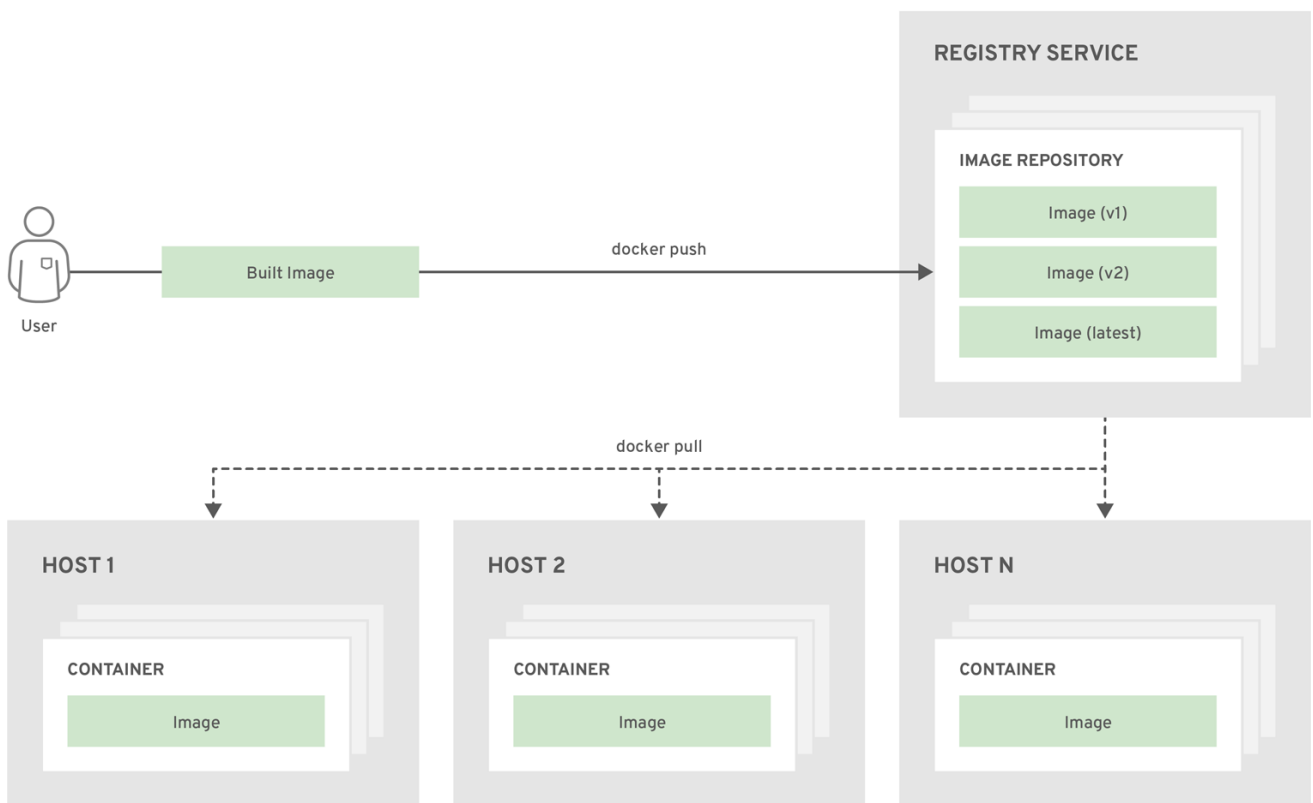 REGISTRY SERVICE
IMAGE REPOSITORY
Image (v1)
Image (v2)
Image (latest)
User
Built Image
docker push
docker pull
HOST 1
CONTAINER
Image
HOST 2
CONTAINER
Image
HOST N
CONTAINER
Image